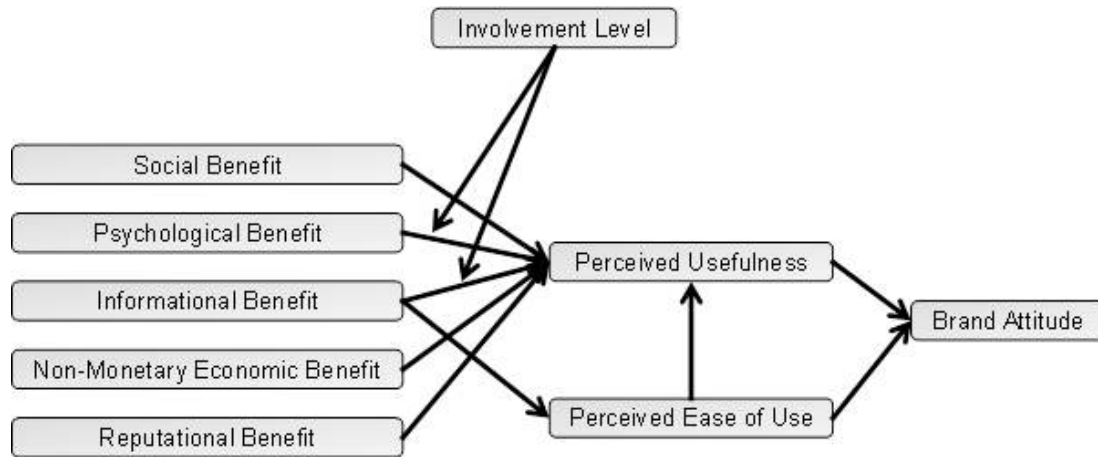 Involvement Level
Social Benefit
Psychological Benefit
Perceived Usefulness
Informational Benefit
Brand Attitude
Non-Monetary Economic Benefit
Perceived Ease of Use
Reputational Benefit